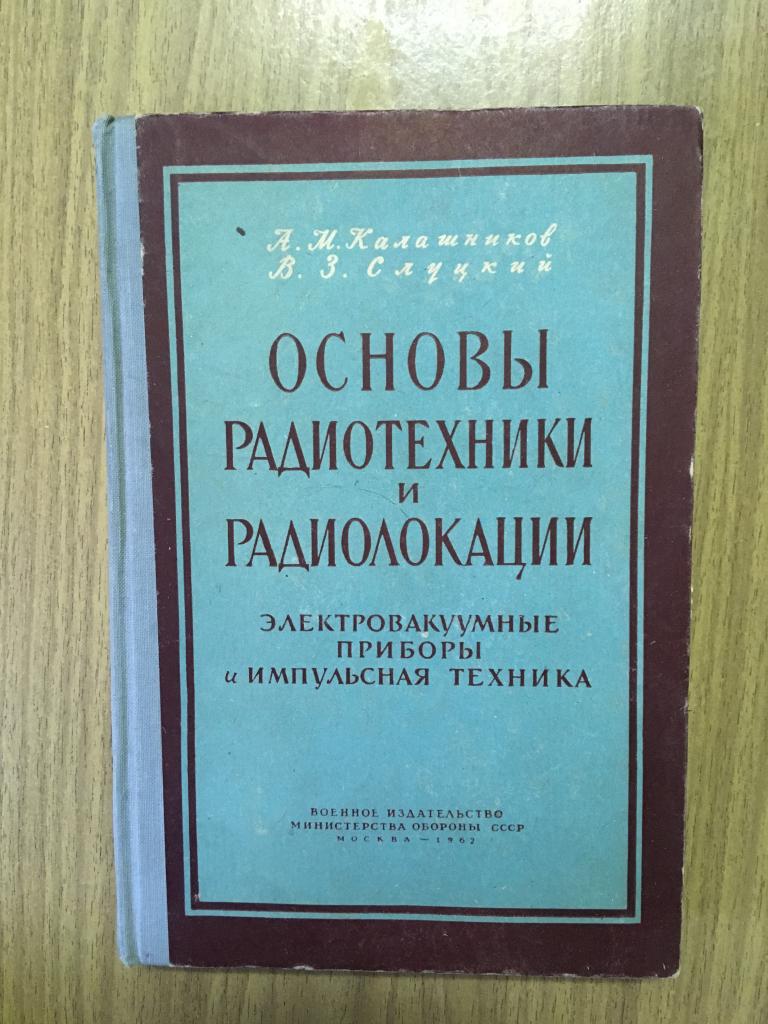 А. М. Калашников
В. З. Слуцкий
ОСНОВЫ
РАДИОТЕХНИКИ
и
РАДИОЛОКАЦИИ
ЭЛЕКТРОВАКУУМНЫЕ
ПРИБОРЫ
и ИМПУЛЬСНАЯ ТЕХНИКА
ВОЕННОЕ ИЗДАТЕЛЬСТВО
МИНИСТЕРСТВА ОБОРОНЫ СССР
МОСКВА — 1962